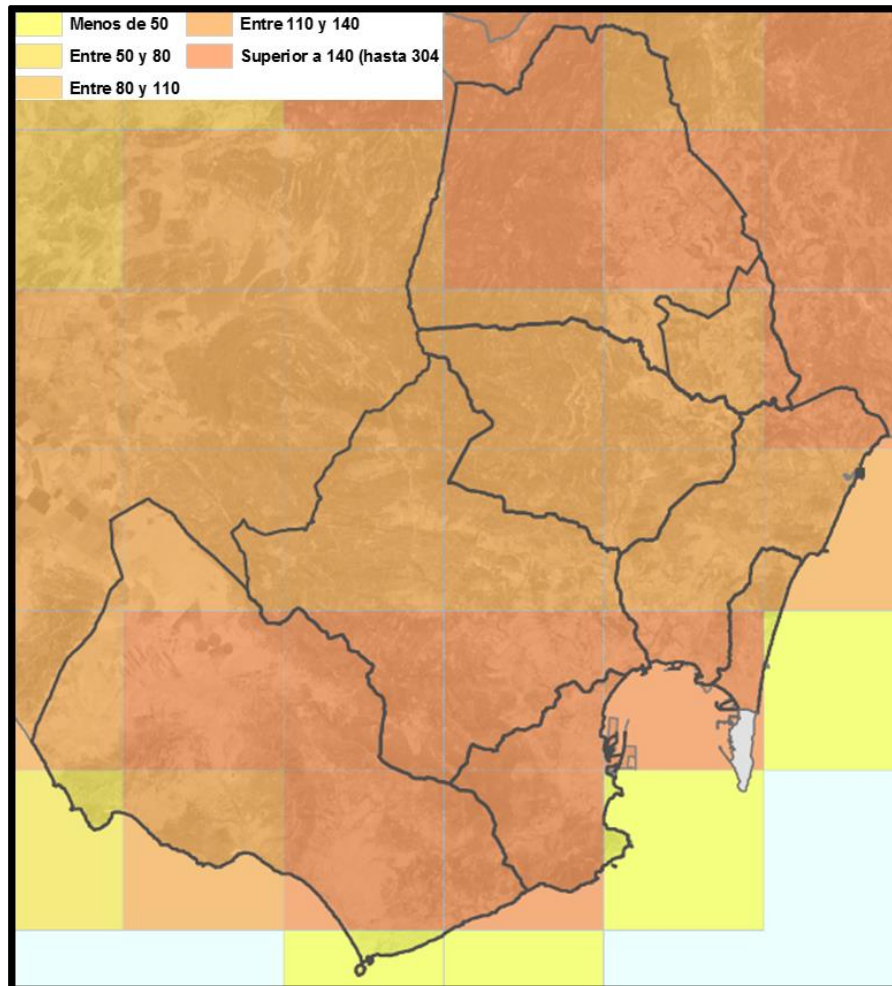 Menos de 50
Entre 110 y 140
Entre 50 y 80
Superior a 140 (hasta 304
Entre 80 y 110